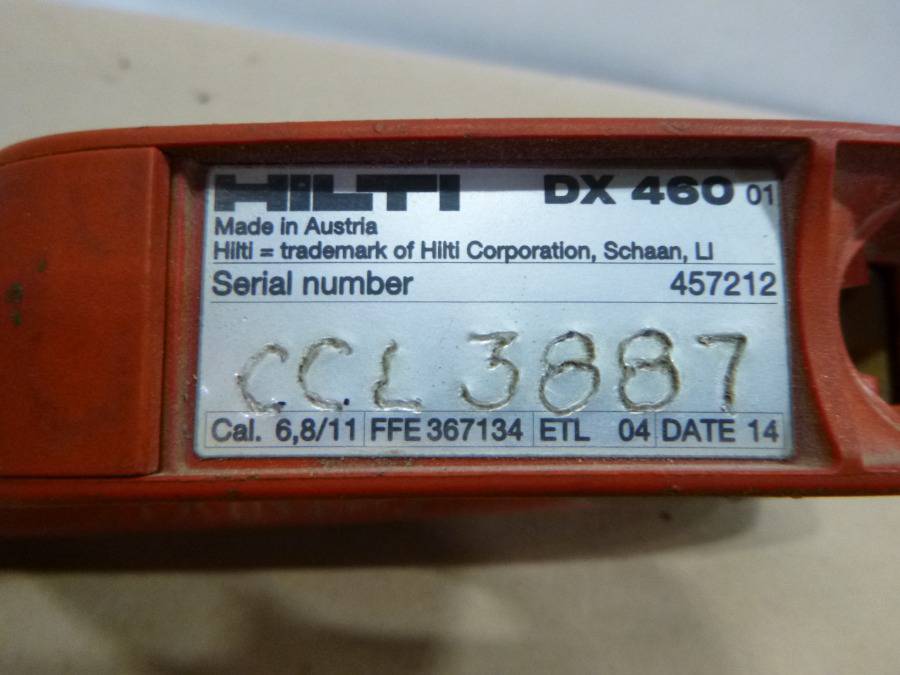 HILTI DX 460 01
Made in Austria
Hilti = trademark of Hilti Corporation, Schaan, LI
Serial number 457212
C.C.L 3887
Cal. 6,8/11 FFE 367134 ETL 04 DATE 14